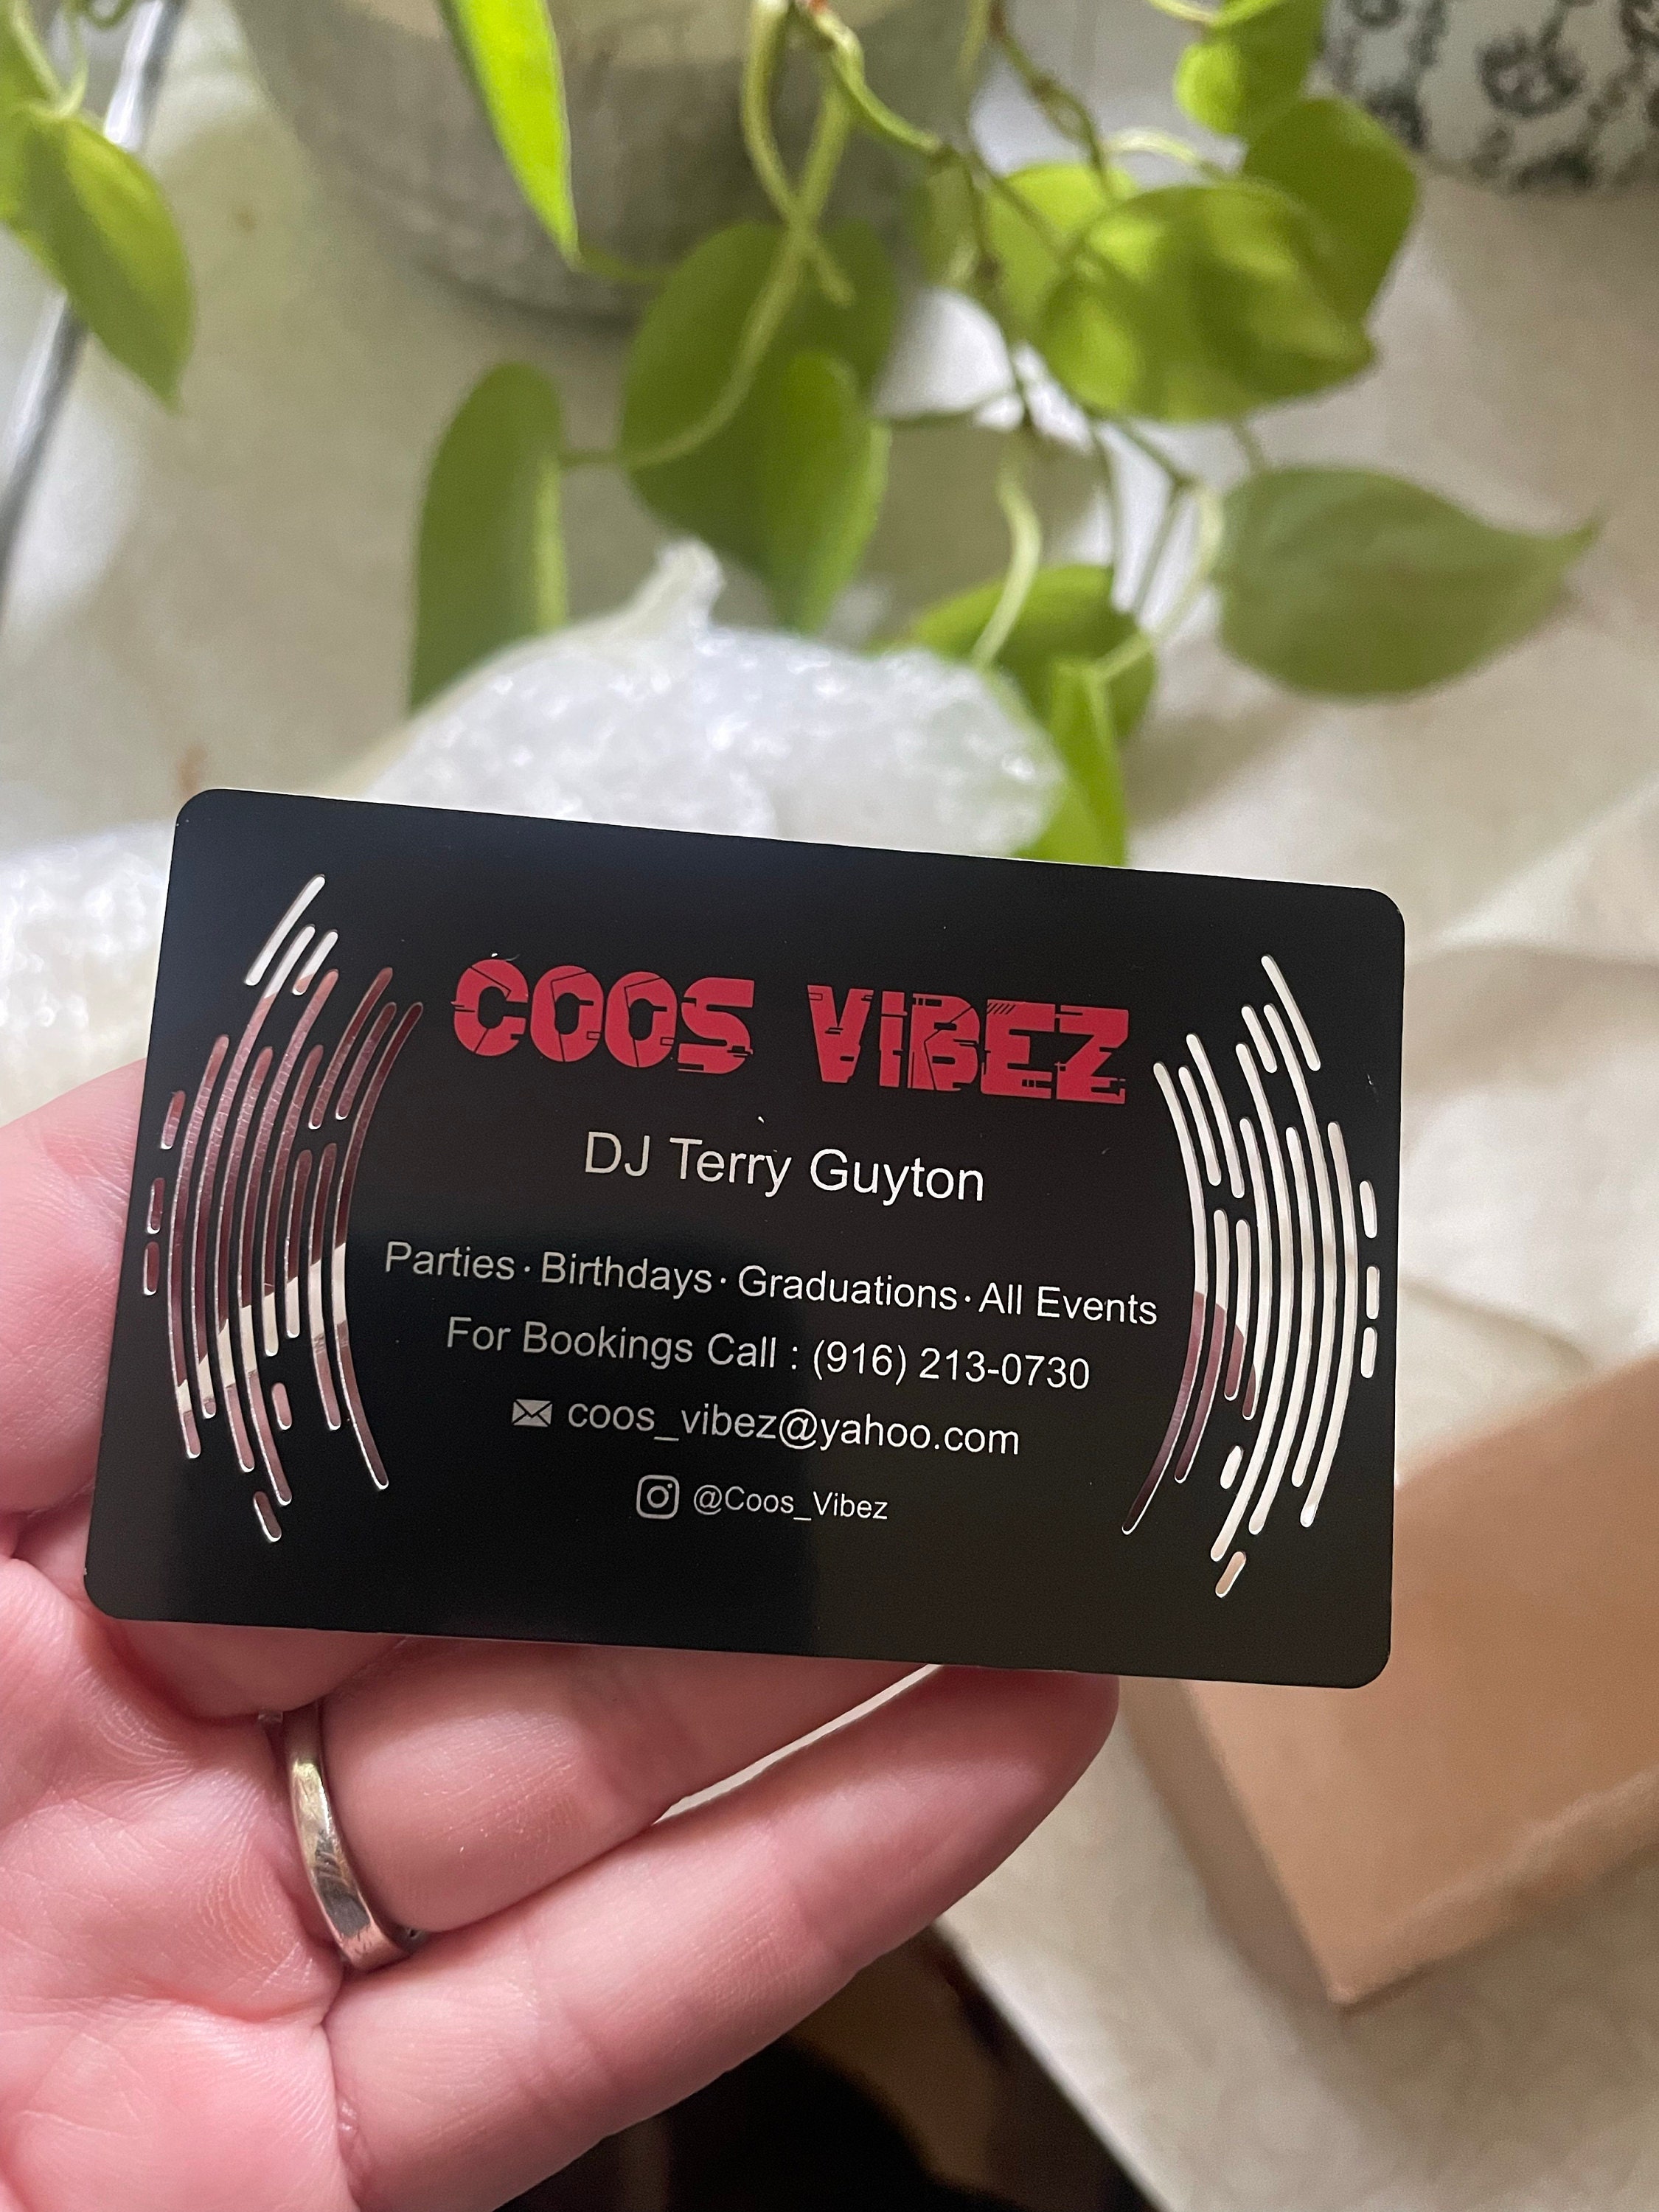 COOS VIBEZ
DJ Terry Guyton
Parties · Birthdays · Graduations · All Events
For Bookings Call : (916) 213-0730
coos_vibez@yahoo.com
@Coos_Vibez